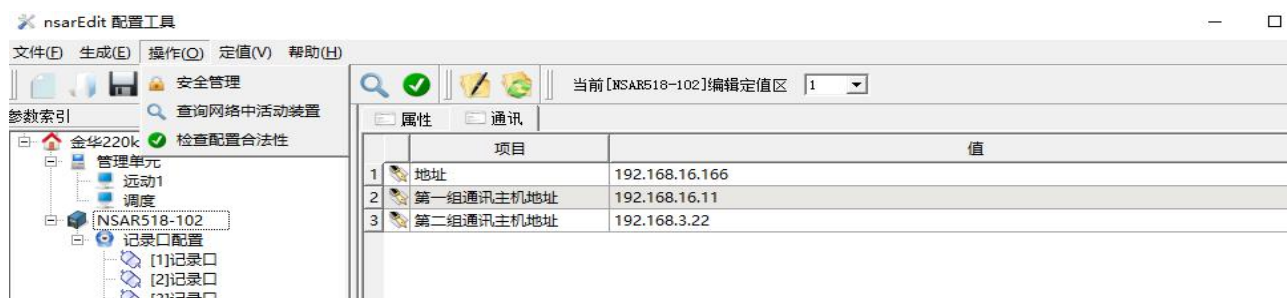 nsarEdit 配置工具
文件(F) 生成(E) 操作(O) 定值(V) 帮助(H)
安全管理
查询网络中活动装置
检查配置合法性
当前[NSAR518-102]编辑定值区 1
参数索引
金华220k
管理单元
远动1
调度
NSAR518-102
记录口配置
[1]记录口
[2]记录口
[3]记录口
属性 通讯
项目 值
1 地址 192.168.16.166
2 第一组通讯主机地址 192.168.16.11
3 第二组通讯主机地址 192.168.3.22